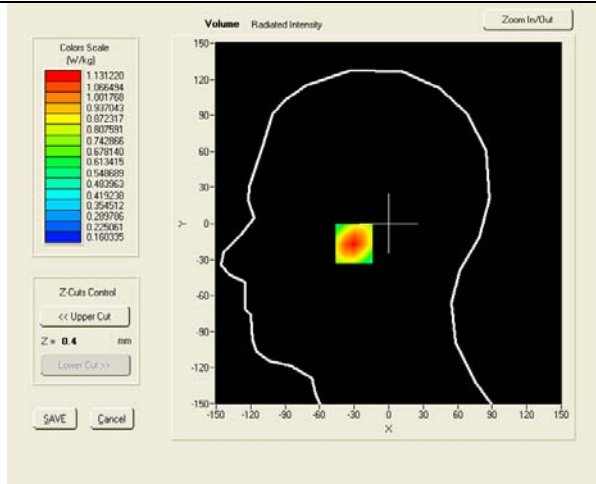 Volume Radiated Intensity
Zoom In/Out
Colors Scale
(W/kg)
1.131220
1.066494
1.001768
0.937043
0.872317
0.807591
0.742866
0.678140
0.613415
0.548689
0.483963
0.419238
0.354512
0.289786
0.225061
0.160335
Z-Cuts Control
<< Upper Cut
Z = 0.4 mm
Lower Cut >>
SAVE Cancel
150
120
90
60
30
0
-30
-60
-90
-120
-150
Y
-150 -120 -90 -60 -30 0 30 60 90 120 150
X